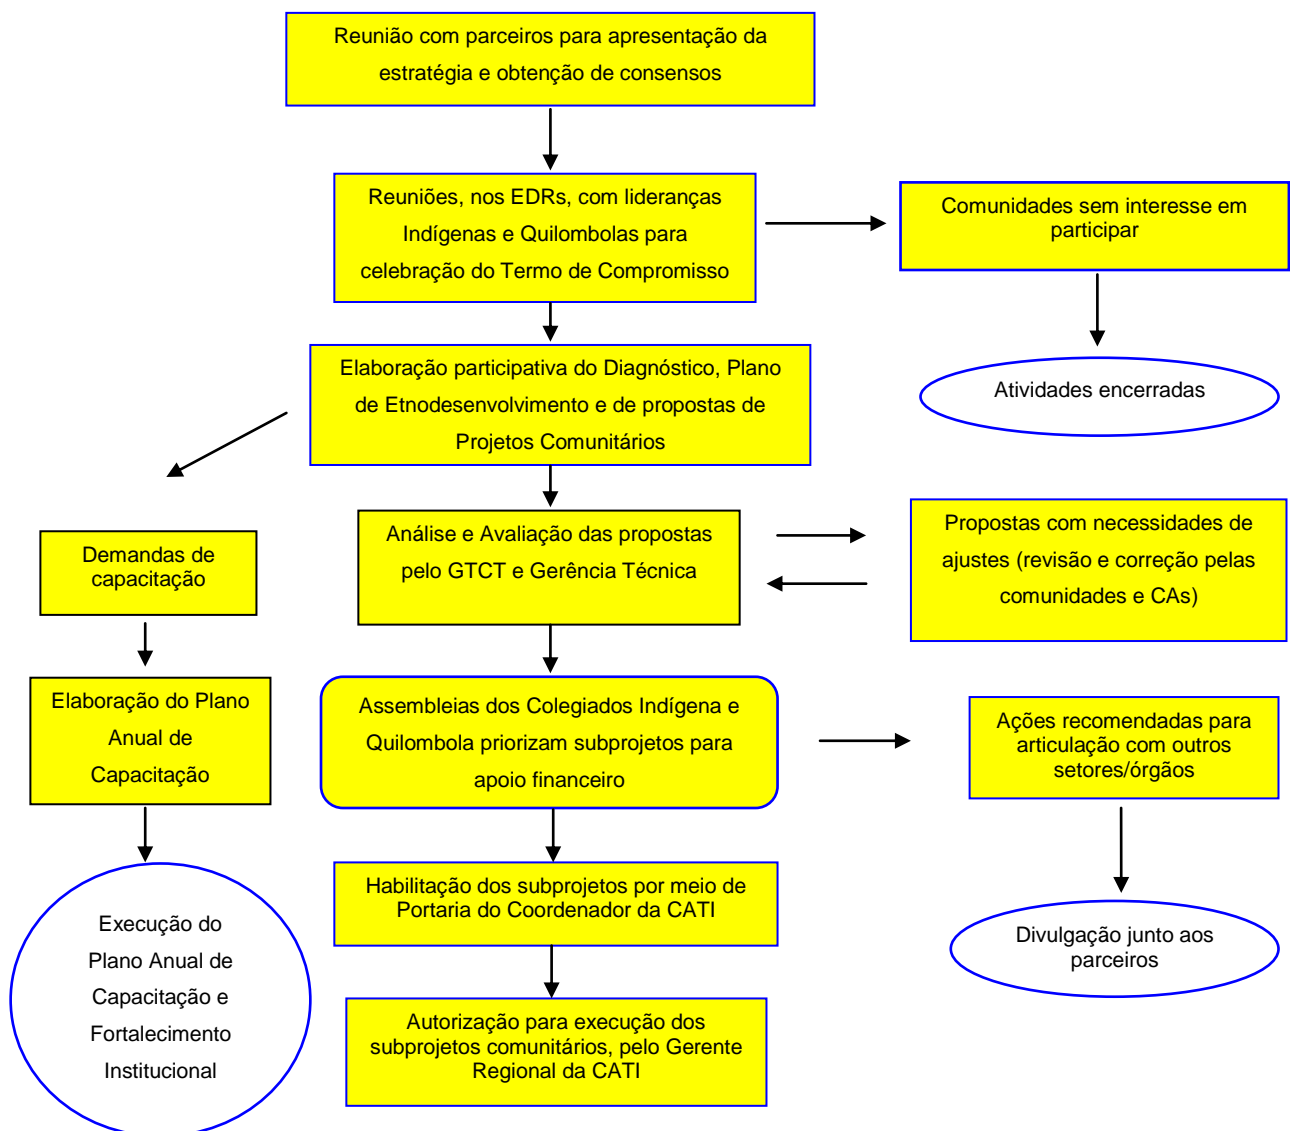 Reunião com parceiros para apresentação da
estratégia e obtenção de consensos
Reuniões, nos EDRs, com lideranças
Indígenas e Quilombolas para
celebração do Termo de Compromisso
Comunidades sem interesse em
participar
Elaboração participativa do Diagnóstico, Plano
de Etnodesenvolvimento e de propostas de
Projetos Comunitários
Atividades encerradas
Demandas de
capacitação
Análise e Avaliação das propostas
pelo GTCT e Gerência Técnica
Propostas com necessidades de
ajustes (revisão e correção pelas
comunidades e CAs)
Elaboração do Plano
Anual de
Capacitação
Assembleias dos Colegiados Indígena e
Quilombola priorizam subprojetos para
apoio financeiro
Ações recomendadas para
articulação com outros
setores/órgãos
Execução do
Plano Anual de
Capacitação e
Fortalecimento
Institucional
Habilitação dos subprojetos por meio de
Portaria do Coordenador da CATI
Divulgação junto aos
parceiros
Autorização para execução dos
subprojetos comunitários, pelo Gerente
Regional da CATI